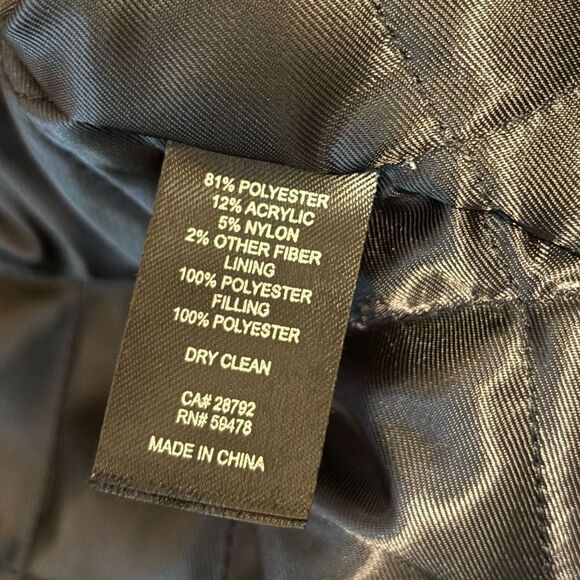 81% POLYESTER
12% ACRYLIC
5% NYLON
2% OTHER FIBER
LINING
100% POLYESTER
FILLING
100% POLYESTER
DRY CLEAN
CA# 28792
RN# 59478
MADE IN CHINA